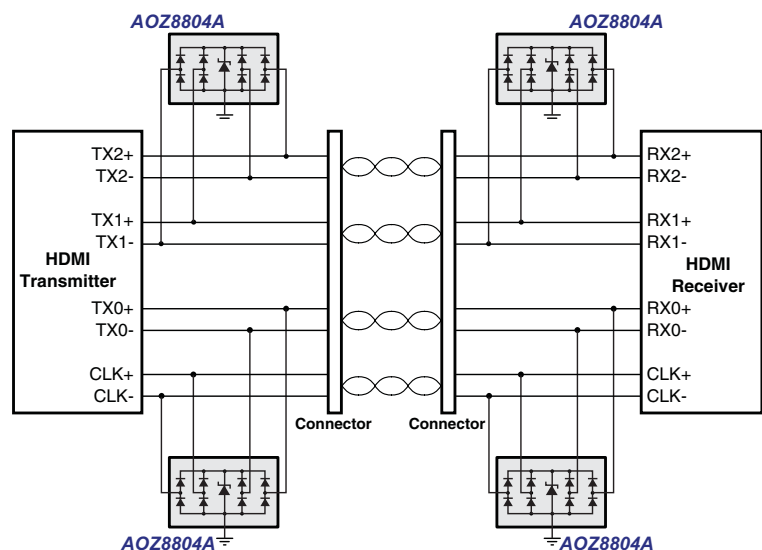 AOZ8804A
AOZ8804A
TX2+
TX2-
TX1+
TX1-
HDMI
Transmitter
TX0+
TX0-
CLK+
CLK-
RX2+
RX2-
RX1+
RX1-
HDMI
Receiver
RX0+
RX0-
CLK+
CLK-
Connector
Connector
AOZ8804A
AOZ8804A